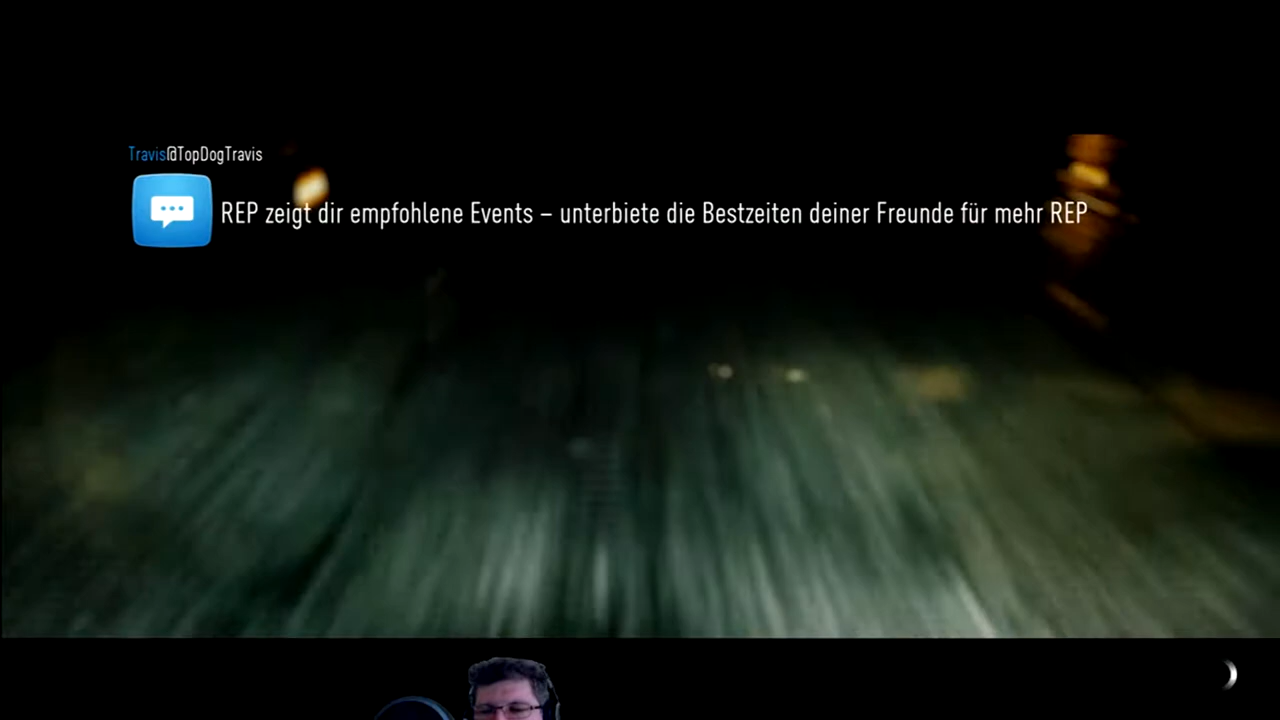 Travis@TopDogTravis
REP zeigt dir empfohlene Events – unterbiete die Bestzeiten deiner Freunde für mehr REP